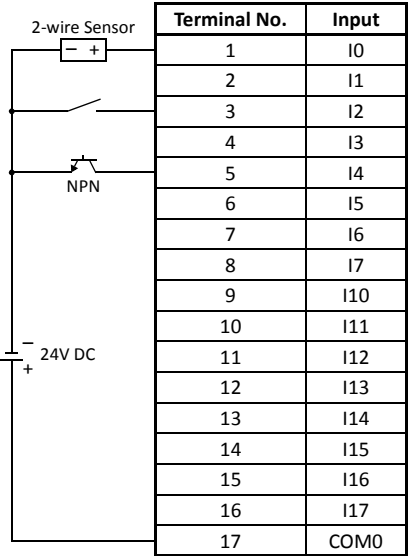 Terminal No. Input
2-wire Sensor
− +
1 I0
2 I1
3 I2
4 I3
5 I4
NPN
6 I5
7 I6
8 I7
9 I10
10 I11
−
24V DC
+
11 I12
12 I13
13 I14
14 I15
15 I16
16 I17
17 COM0